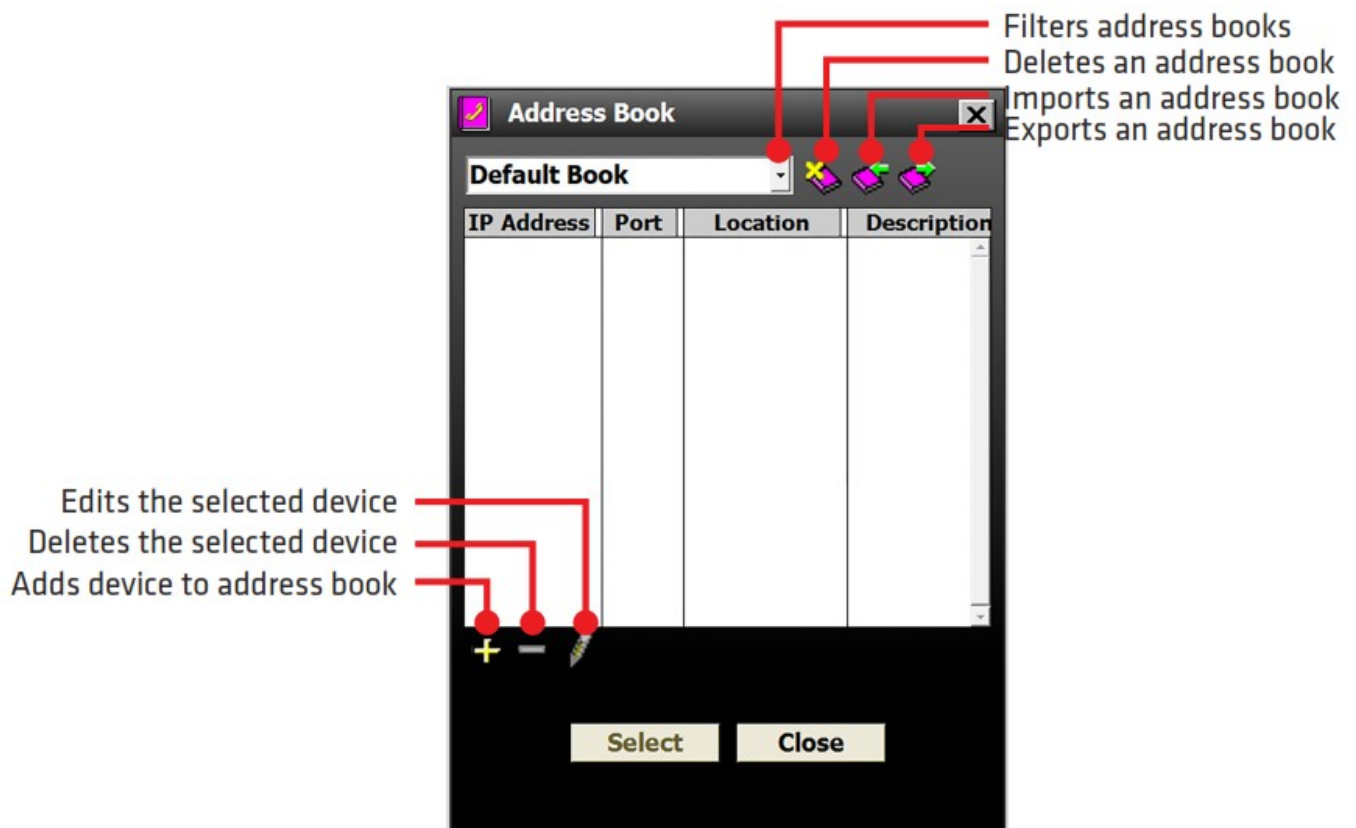 Filters address books
Deletes an address book
Imports an address book
Exports an address book
Address Book
Default Book
IP Address Port Location Description
Edits the selected device
Deletes the selected device
Adds device to address book
Select Close